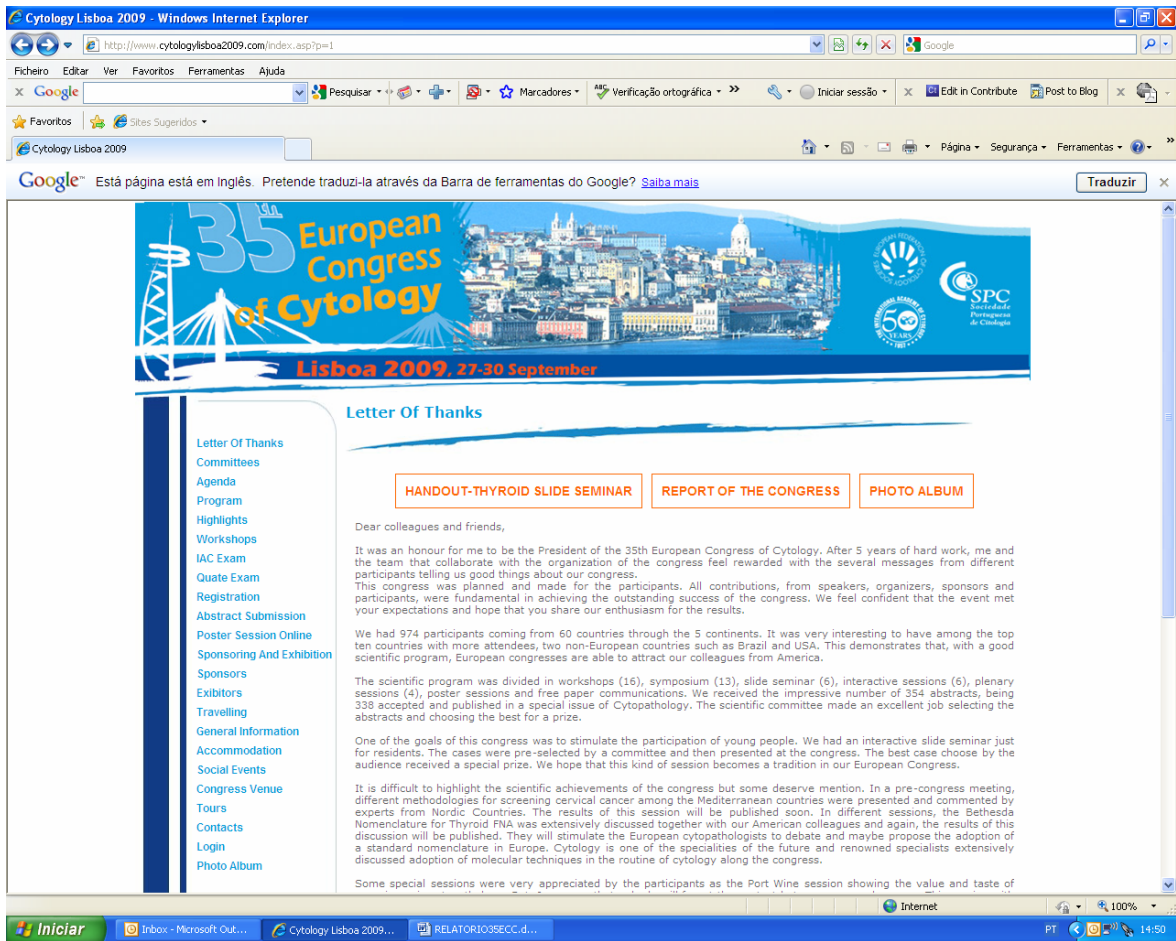 Cytology Lisboa 2009 - Windows Internet Explorer
http://www.cytologylisboa2009.com/index.asp?p=1
Google
Ficheiro Editar Ver Favoritos Ferramentas Ajuda
x Google Pesquisar Marcadores Verificação ortográfica >> Iniciar sessão x Edit in Contribute Post to Blog x
Favoritos Sites Sugeridos
Cytology Lisboa 2009 Página Segurança Ferramentas >>
Google™ Está página está em Inglês. Pretende traduzi-la através da Barra de ferramentas do Google? Saiba mais Traduzir x
35th European
Congress
of Cytology
SPC
Sociedade
Portuguesa
de Citologia
50
YEARS
Lisboa 2009, 27-30 September
Letter Of Thanks
Committees
Agenda
Program
Highlights
Workshops
IAC Exam
Quate Exam
Registration
Abstract Submission
Poster Session Online
Sponsoring And Exhibition
Sponsors
Exibitors
Travelling
General Information
Accommodation
Social Events
Congress Venue
Tours
Contacts
Login
Photo Album
Letter Of Thanks
HANDOUT-THYROID SLIDE SEMINAR REPORT OF THE CONGRESS PHOTO ALBUM
Dear colleagues and friends,
It was an honour for me to be the President of the 35th European Congress of Cytology. After 5 years of hard work, me and
the team that collaborate with the organization of the congress feel rewarded with the several messages from different
participants telling us good things about our congress.
This congress was planned and made for the participants. All contributions, from speakers, organizers, sponsors and
participants, were fundamental in achieving the outstanding success of the congress. We feel confident that the event met
your expectations and hope that you share our enthusiasm for the results.
We had 974 participants coming from 60 countries through the 5 continents. It was very interesting to have among the top
ten countries with more attendees, two non-European countries such as Brazil and USA. This demonstrates that, with a good
scientific program, European congresses are able to attract our colleagues from America.
The scientific program was divided in workshops (16), symposium (13), slide seminar (6), interactive sessions (6), plenary
sessions (4), poster sessions and free paper communications. We received the impressive number of 354 abstracts, being
338 accepted and published in a special issue of Cytopathology. The scientific committee made an excellent job selecting the
abstracts and choosing the best for a prize.
One of the goals of this congress was to stimulate the participation of young people. We had an interactive slide seminar just
for residents. The cases were pre-selected by a committee and then presented at the congress. The best case choose by the
audience received a special prize. We hope that this kind of session becomes a tradition in our European Congress.
It is difficult to highlight the scientific achievements of the congress but some deserve mention. In a pre-congress meeting,
different methodologies for screening cervical cancer among the Mediterranean countries were presented and commented by
experts from Nordic Countries. The results of this session will be published soon. In different sessions, the Bethesda
Nomenclature for Thyroid FNA was extensively discussed together with our American colleagues and again, the results of this
discussion will be published. They will stimulate the European cytopathologists to debate and maybe propose the adoption of
a standard nomenclature in Europe. Cytology is one of the specialities of the future and renowned specialists extensively
discussed adoption of molecular techniques in the routine of cytology along the congress.
Some special sessions were very appreciated by the participants as the Port Wine session showing the value and taste of
Internet 100%
Iniciar Inbox - Microsoft Out... Cytology Lisboa 2009... RELATORIO35ECC.d... PT 14:50